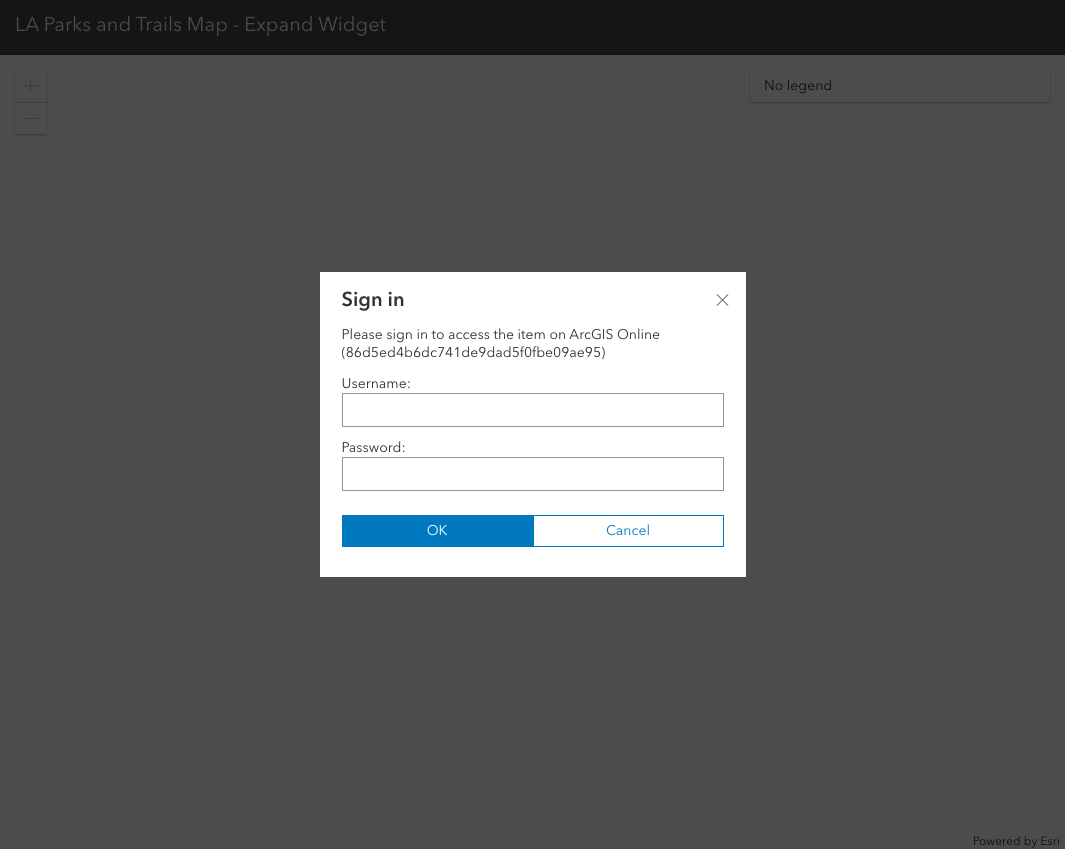 LA Parks and Trails Map - Expand Widget
No legend
Sign in
Please sign in to access the item on ArcGIS Online
(86d5ed4b6dc741de9dad5f0fbe09ae95)
Username:
Password:
OK
Cancel
Powered by Esri